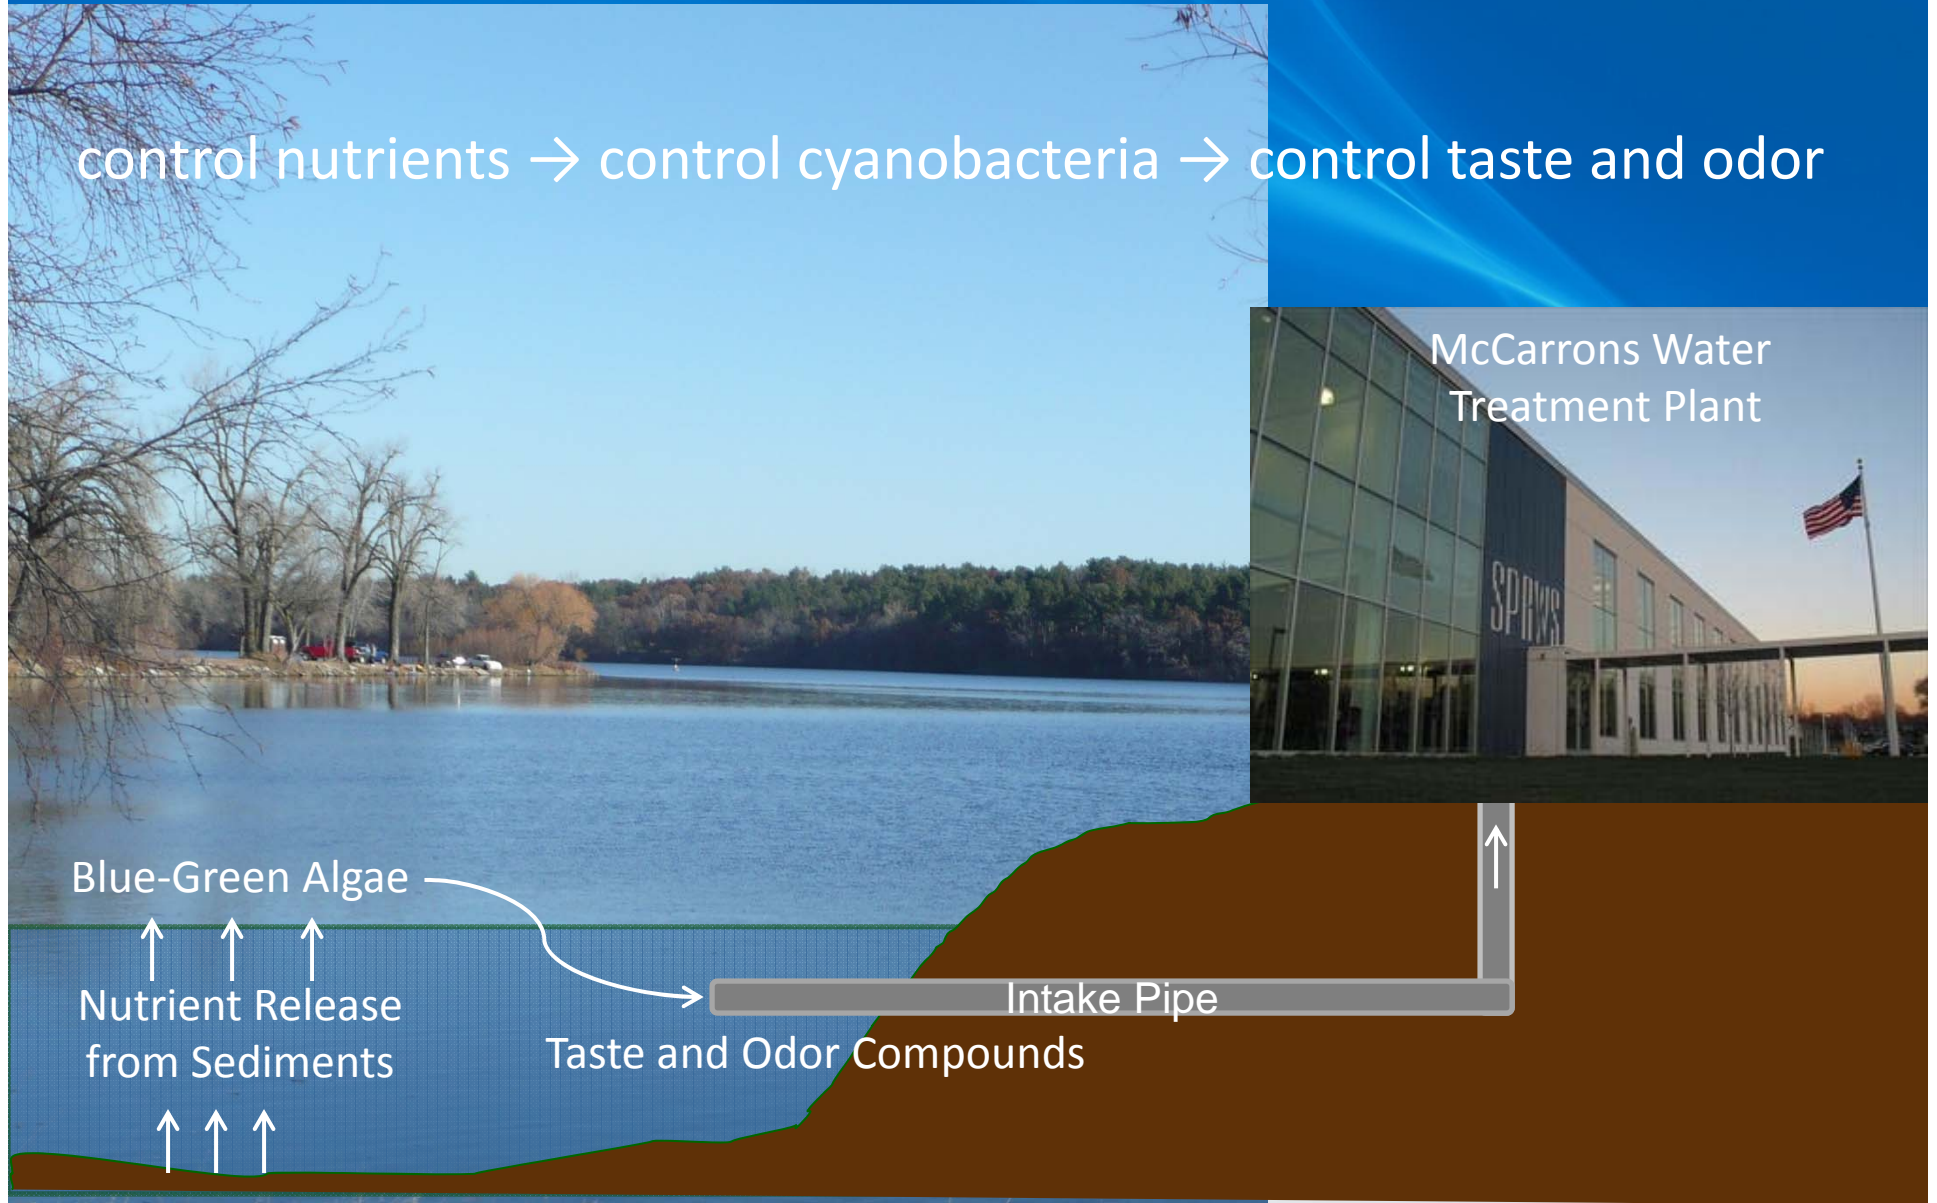 control nutrients → control cyanobacteria → control taste and odor
McCarrons Water
Treatment Plant
SPRWS
Blue-Green Algae
Nutrient Release
from Sediments
Intake Pipe
Taste and Odor Compounds